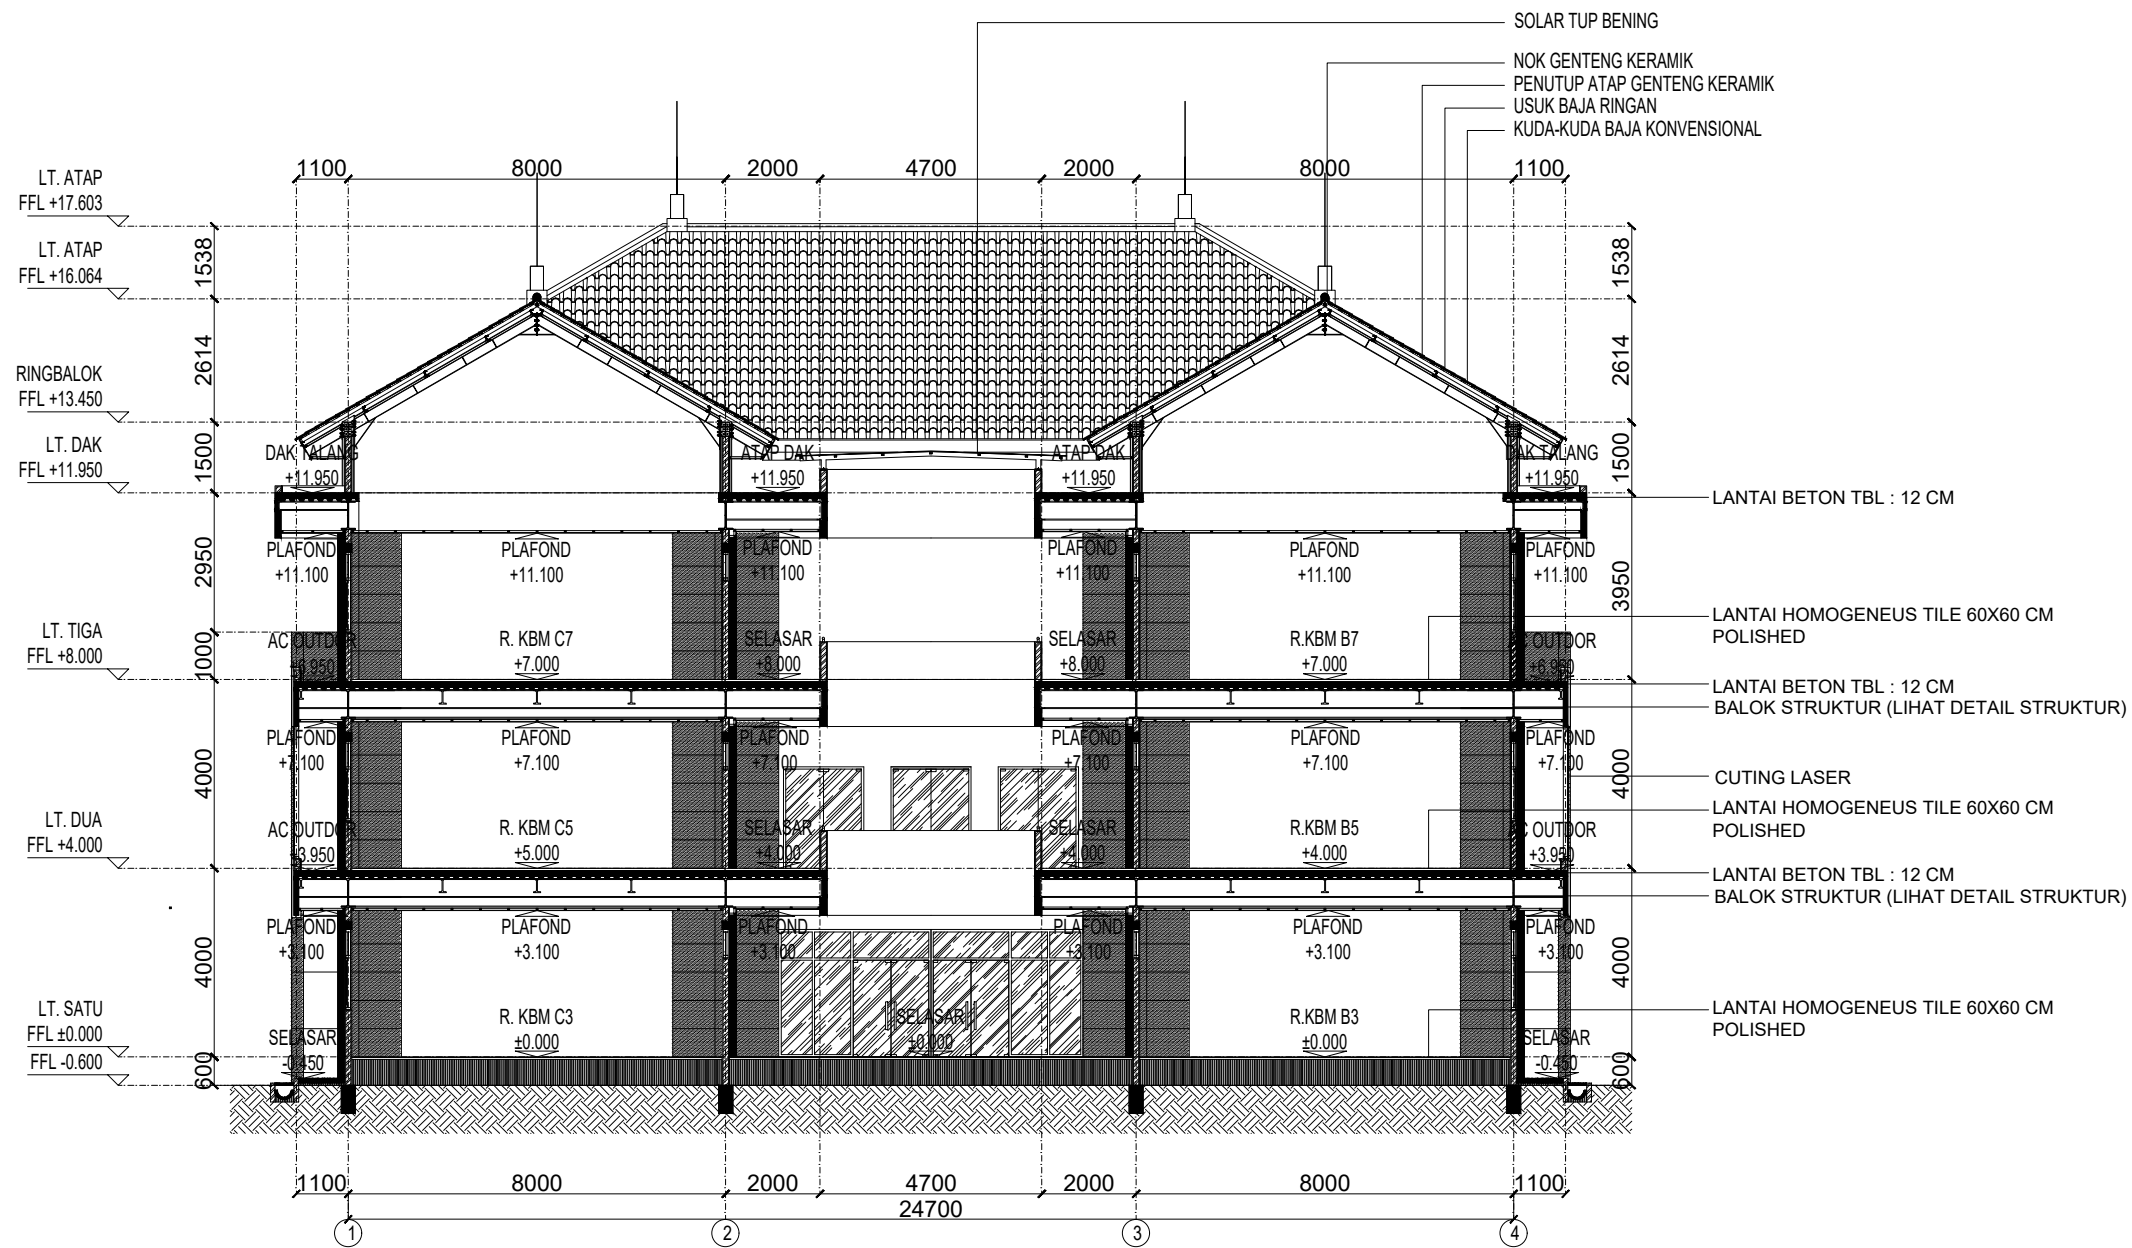 SOLAR TUP BENING
NOK GENTENG KERAMIK
PENUTUP ATAP GENTENG KERAMIK
USUK BAJA RINGAN
KUDA-KUDA BAJA KONVENSIONAL
1100 8000 2000 4700 2000 8000 1100
LT. ATAP
FFL +17.603
1538 1538
LT. ATAP
FFL +16.064
2614 2614
RINGBALOK
FFL +13.450
1500 1500
LT. DAK
FFL +11.950
DAK TALANG ATAP DAK ATAP DAK DAK TALANG
+11.950 +11.950 +11.950 +11.950
LANTAI BETON TBL : 12 CM
2950 3950
PLAFOND PLAFOND PLAFOND PLAFOND PLAFOND PLAFOND
+11.100 +11.100 +11.100 +11.100 +11.100 +11.100
LANTAI HOMOGENEUS TILE 60X60 CM
POLISHED
LT. TIGA
FFL +8.000
1000
AC OUTDOR R. KBM C7 SELASAR SELASAR R.KBM B7 AC OUTDOR
+6.950 +7.000 +8.000 +8.000 +7.000 +6.950
LANTAI BETON TBL : 12 CM
BALOK STRUKTUR (LIHAT DETAIL STRUKTUR)
PLAFOND PLAFOND PLAFOND PLAFOND PLAFOND PLAFOND
+7.100 +7.100 +7.100 +7.100 +7.100 +7.100
4000 4000
CUTING LASER
LANTAI HOMOGENEUS TILE 60X60 CM
POLISHED
LT. DUA
FFL +4.000
AC OUTDOR R. KBM C5 SELASAR SELASAR R.KBM B5 AC OUTDOR
+3.950 +5.000 +4.000 +4.000 +4.000 +3.950
LANTAI BETON TBL : 12 CM
BALOK STRUKTUR (LIHAT DETAIL STRUKTUR)
PLAFOND PLAFOND PLAFOND PLAFOND PLAFOND PLAFOND
+3.100 +3.100 +3.100 +3.100 +3.100 +3.100
4000 4000
LANTAI HOMOGENEUS TILE 60X60 CM
POLISHED
LT. SATU
FFL ±0.000
FFL -0.600
SELASAR R. KBM C3 SELASAR R.KBM B3 SELASAR
-0.450 ±0.000 ±0.000 ±0.000 -0.450
600 600
1100 8000 2000 4700 2000 8000 1100
24700
1 2 3 4